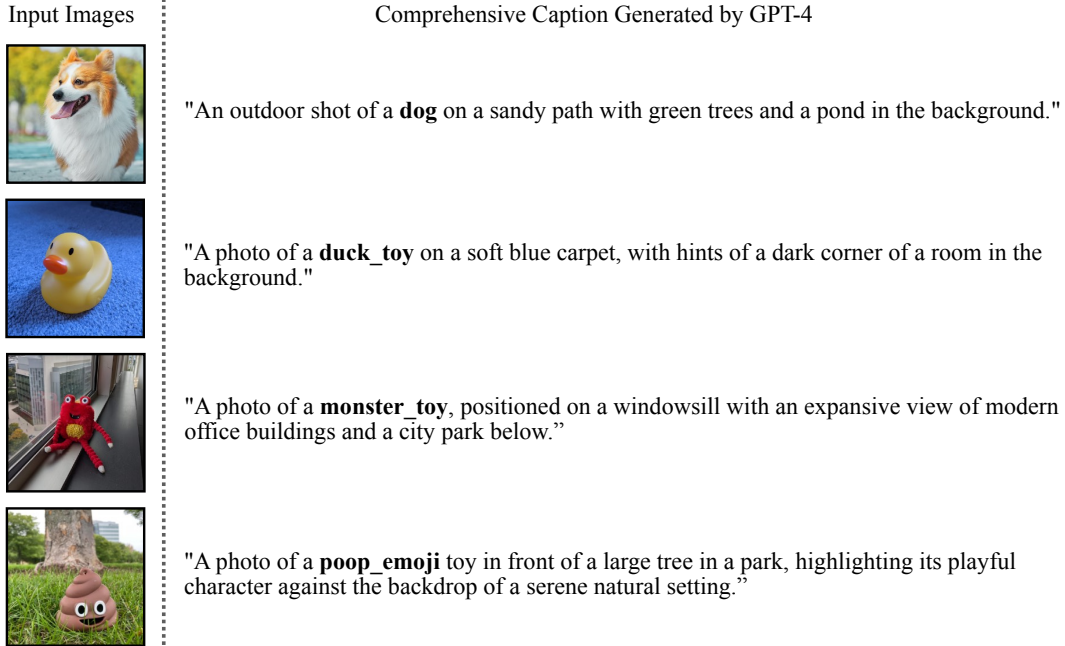 Input Images
Comprehensive Caption Generated by GPT-4
"An outdoor shot of a dog on a sandy path with green trees and a pond in the background."
"A photo of a duck_toy on a soft blue carpet, with hints of a dark corner of a room in the
background."
"A photo of a monster_toy, positioned on a windowsill with an expansive view of modern
office buildings and a city park below.”
"A photo of a poop_emoji toy in front of a large tree in a park, highlighting its playful
character against the backdrop of a serene natural setting.”